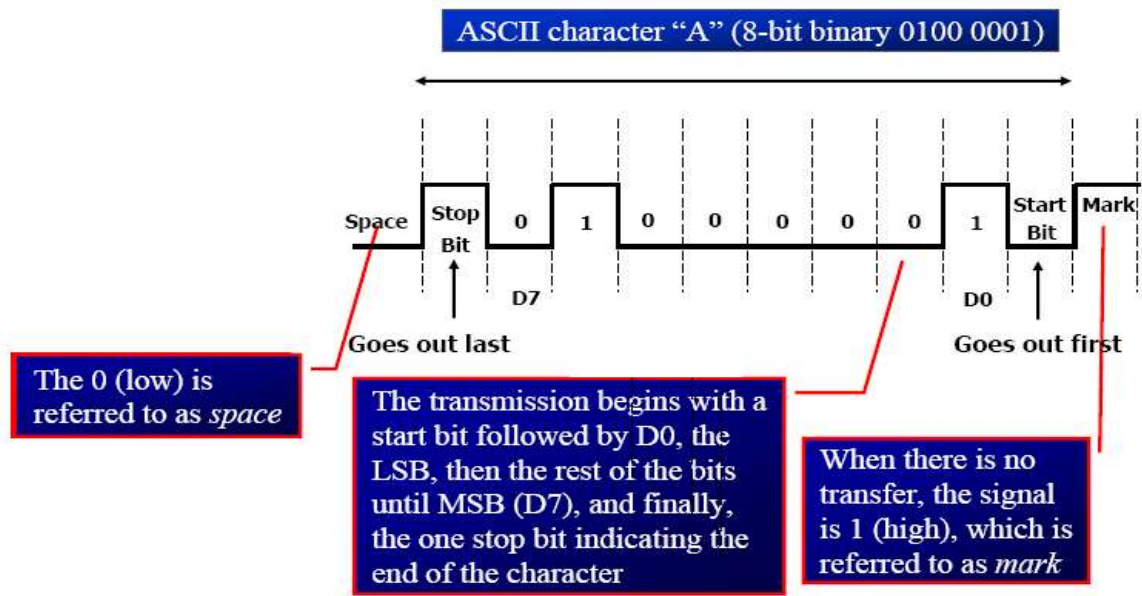 ASCII character “A” (8-bit binary 0100 0001)
Space
Stop
Bit
0
1
0
0
0
0
0
1
Start
Bit
Mark
D7
D0
Goes out last
Goes out first
The 0 (low) is
referred to as space
The transmission begins with a
start bit followed by D0, the
LSB, then the rest of the bits
until MSB (D7), and finally,
the one stop bit indicating the
end of the character
When there is no
transfer, the signal
is 1 (high), which is
referred to as mark